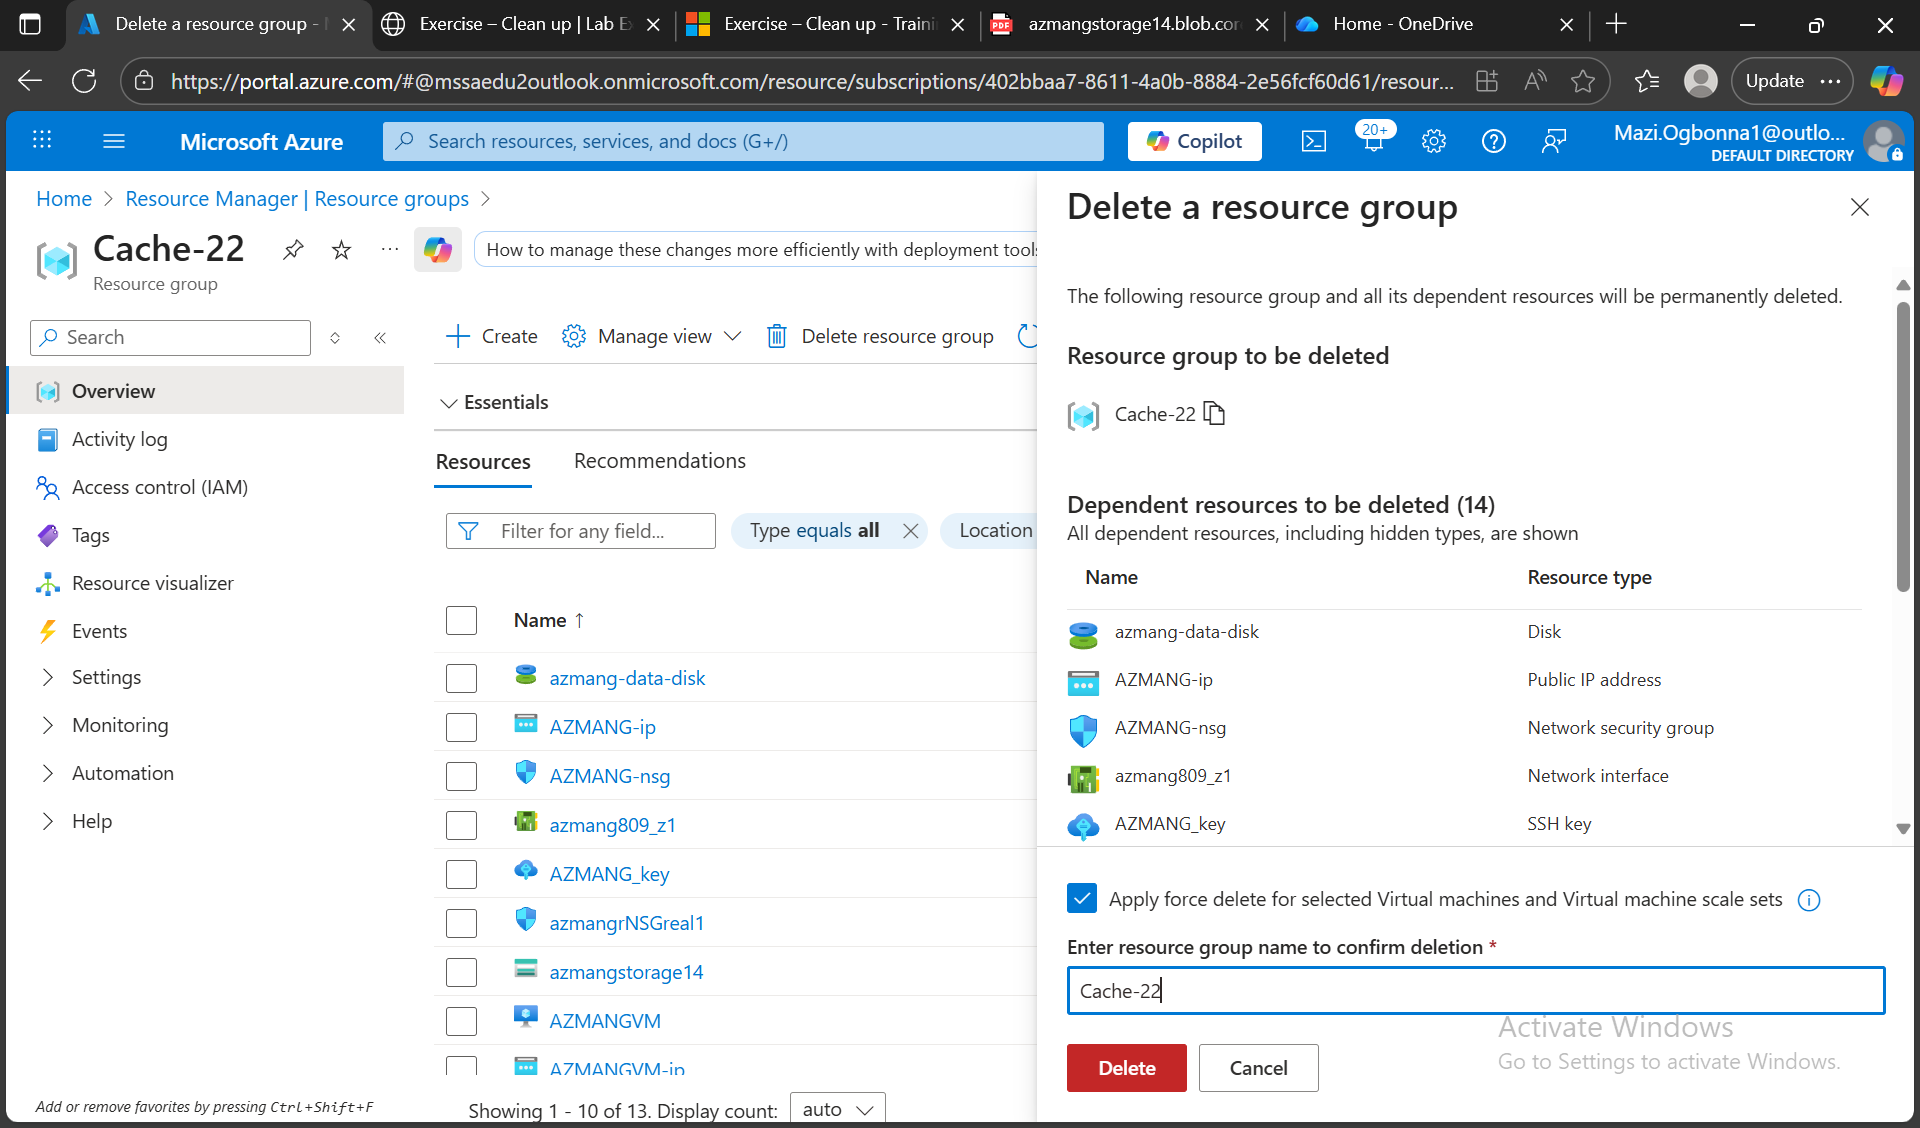 Delete a resource group -
Exercise – Clean up | Lab Ex
Exercise – Clean up - Traini
azmangstorage14.blob.cor
Home - OneDrive
https://portal.azure.com/#@mssaedu2outlook.onmicrosoft.com/resource/subscriptions/402bbaa7-8611-4a0b-8884-2e56fcf60d61/resour...
Update
Microsoft Azure
Search resources, services, and docs (G+/)
Copilot
20+
Mazi.Ogbonna1@outlo...
DEFAULT DIRECTORY
Home > Resource Manager | Resource groups >
Cache-22
Resource group
How to manage these changes more efficiently with deployment tools
Search
Overview
Activity log
Access control (IAM)
Tags
Resource visualizer
Events
Settings
Monitoring
Automation
Help
Add or remove favorites by pressing Ctrl+Shift+F
Create
Manage view
Delete resource group
Essentials
Resources
Recommendations
Filter for any field...
Type equals all
Location
Name ↑
azmang-data-disk
AZMANG-ip
AZMANG-nsg
azmang809_z1
AZMANG_key
azmangrNSGreal1
azmangstorage14
AZMANGVM
AZMANGVM-ip
Showing 1 - 10 of 13. Display count: auto
Delete a resource group
The following resource group and all its dependent resources will be permanently deleted.
Resource group to be deleted
Cache-22
Dependent resources to be deleted (14)
All dependent resources, including hidden types, are shown
Name Resource type
azmang-data-disk Disk
AZMANG-ip Public IP address
AZMANG-nsg Network security group
azmang809_z1 Network interface
AZMANG_key SSH key
Apply force delete for selected Virtual machines and Virtual machine scale sets
Enter resource group name to confirm deletion *
Cache-22
Delete
Cancel
Activate Windows
Go to Settings to activate Windows.